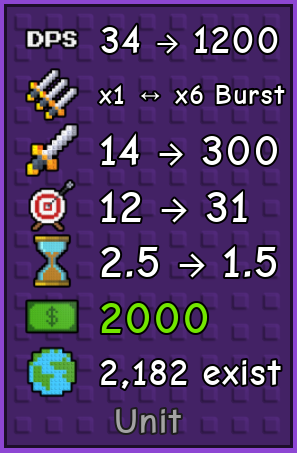 DPS 34 → 1200
x1 ↔ x6 Burst
14 → 300
12 → 31
2.5 → 1.5
$ 2000
2,182 exist
Unit